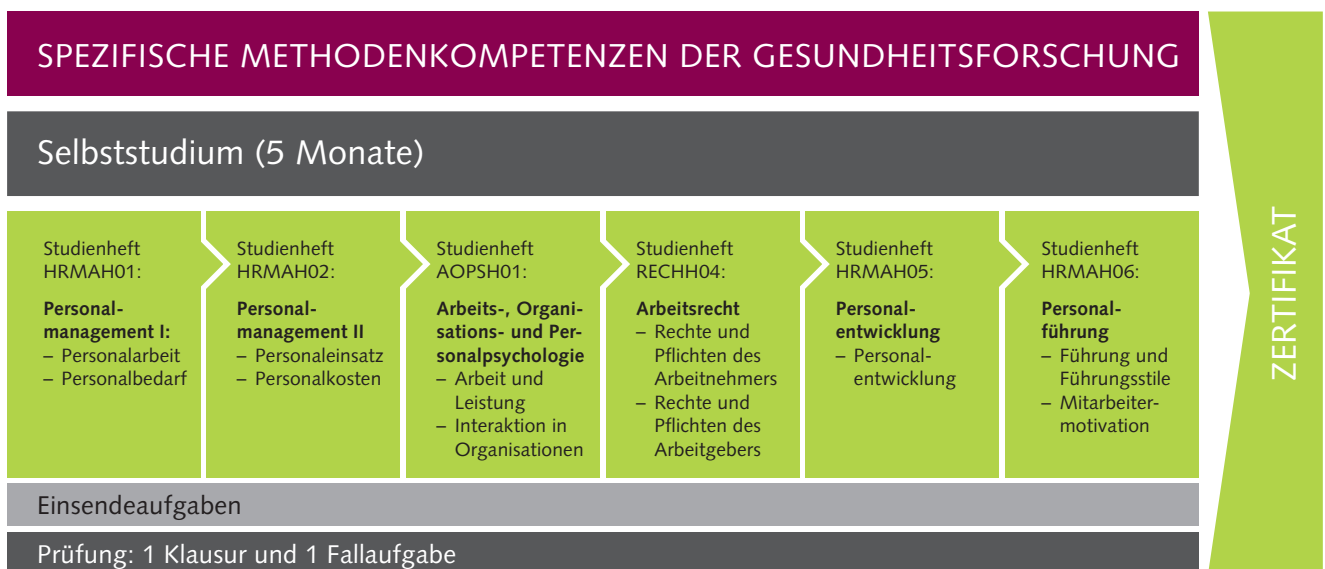 SPEZIFISCHE METHODENKOMPETENZEN DER GESUNDHEITSFORSCHUNG
Selbststudium (5 Monate)
Studienheft
HRMAH01:
Personal-
management I:
– Personalarbeit
– Personalbedarf
Studienheft
HRMAH02:
Personal-
management II
– Personaleinsatz
– Personalkosten
Studienheft
AOPSH01:
Arbeits-, Organi-
sations- und Per-
sonalpsychologie
– Arbeit und
Leistung
– Interaktion in
Organisationen
Studienheft
RECHH04:
Arbeitsrecht
– Rechte und
Pflichten des
Arbeitnehmers
– Rechte und
Pflichten des
Arbeitgebers
Studienheft
HRMAH05:
Personal-
entwicklung
– Personal-
entwicklung
Studienheft
HRMAH06:
Personal-
führung
– Führung und
Führungsstile
– Mitarbeiter-
motivation
Einsendeaufgaben
Prüfung: 1 Klausur und 1 Fallaufgabe
ZERTIFIKAT